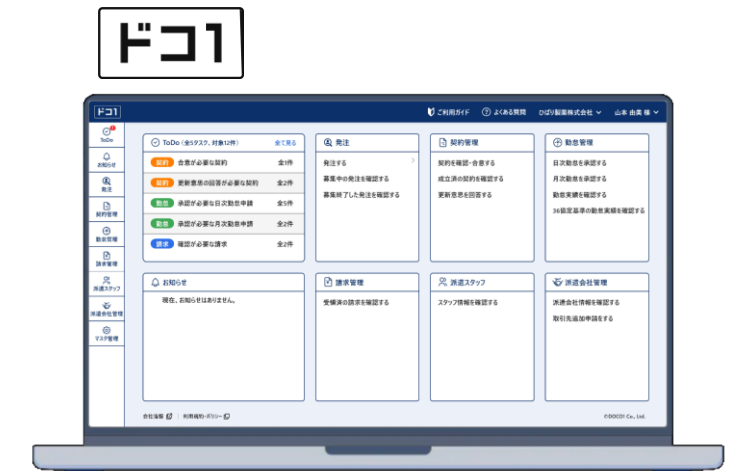 ドコ1
ドコ1
ご利用ガイド
よくある質問
ひばり製薬株式会社
山本 由美 様
ToDo
お知らせ
発注
契約管理
勤怠管理
請求管理
派遣スタッフ
派遣会社管理
マスタ管理
ToDo（全5タスク、対象12件）
全て見る
契約 合意が必要な契約 全1件
契約 更新意思の回答が必要な契約 全2件
勤怠 承認が必要な日次勤怠申請 全5件
勤怠 承認が必要な月次勤怠申請 全2件
請求 確認が必要な請求 全2件
発注
発注する
募集中の発注を確認する
募集終了した発注を確認する
契約管理
契約を確認・合意する
成立済の契約を確認する
更新意思を回答する
勤怠管理
日次勤怠を承認する
月次勤怠を承認する
勤怠実績を確認する
36協定基準の勤怠実績を確認する
お知らせ
現在、お知らせはありません。
請求管理
受領済の請求を確認する
派遣スタッフ
スタッフ情報を確認する
派遣会社管理
派遣会社情報を確認する
取引先追加申請をする
会社情報
利用規約・ポリシー
©DOCO1 Co., Ltd.